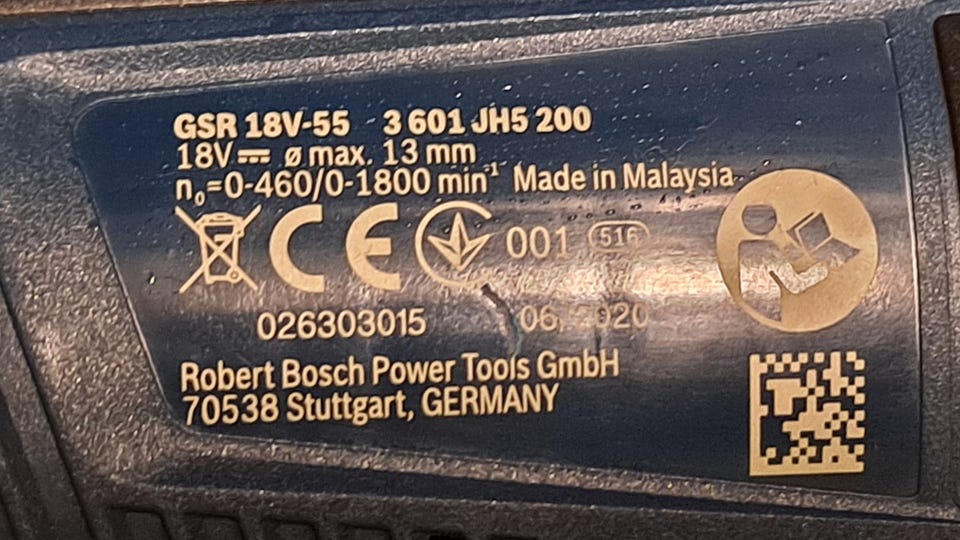 GSR 18V-55 3 601 JH5 200
18V⎓ ø max. 13 mm
n₀=0-460/0-1800 min⁻¹ Made in Malaysia
CE 001 516
026303015 06/2020
Robert Bosch Power Tools GmbH
70538 Stuttgart, GERMANY